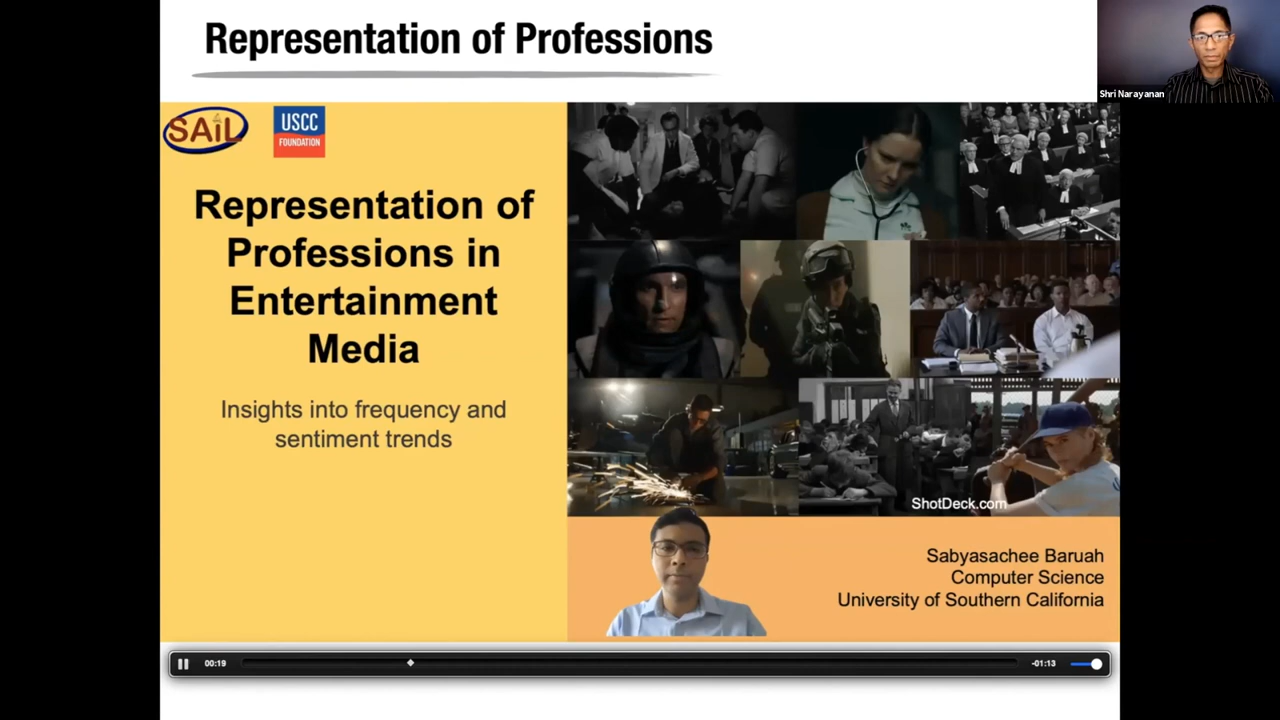 Representation of Professions
Shri Narayanan
SAiL
USCC
FOUNDATION
Representation of
Professions in
Entertainment
Media
Insights into frequency and
sentiment trends
ShotDeck.com
Sabyasachee Baruah
Computer Science
University of Southern California
00:19
-01:13